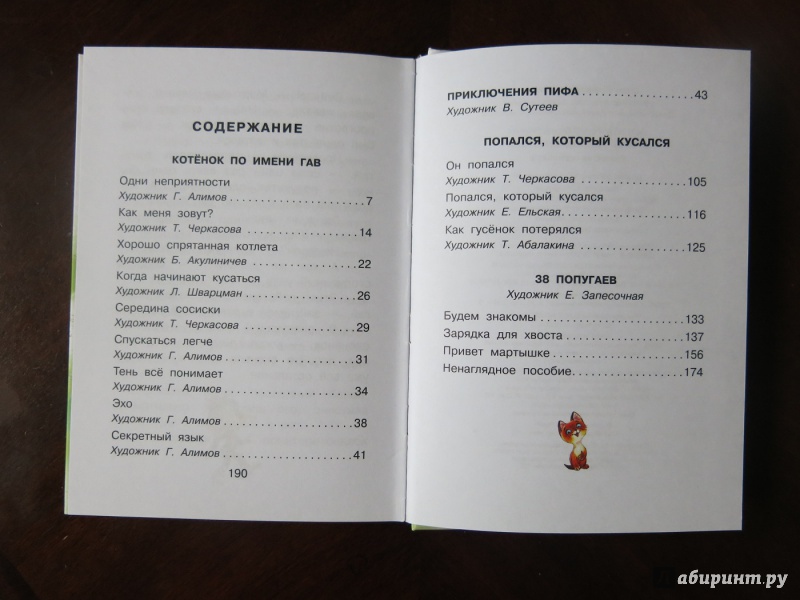 СОДЕРЖАНИЕ
КОТЁНОК ПО ИМЕНИ ГАВ
Одни неприятности
Художник Г. Алимов ........................7
Как меня зовут?
Художник Т. Черкасова ....................14
Хорошо спрятанная котлета
Художник Б. Акулиничев ..................22
Когда начинают кусаться
Художник Л. Шварцман ...................26
Середина сосиски
Художник Т. Черкасова ....................29
Спускаться легче
Художник Г. Алимов ......................31
Тень всё понимает
Художник Г. Алимов ......................34
Эхо
Художник Г. Алимов ......................38
Секретный язык
Художник Г. Алимов ......................41
190
ПРИКЛЮЧЕНИЯ ПИФА ...................43
Художник В. Сутеев
ПОПАЛСЯ, КОТОРЫЙ КУСАЛСЯ
Он попался
Художник Т. Черкасова ...................105
Попался, который кусался
Художник Е. Ельская.....................116
Как гусёнок потерялся
Художник Т. Абалакина ...................125
38 ПОПУГАЕВ
Художник Е. Запесочная
Будем знакомы .........................133
Зарядка для хвоста .....................137
Привет мартышке .......................156
Ненаглядное пособие....................174
абиринт.ру